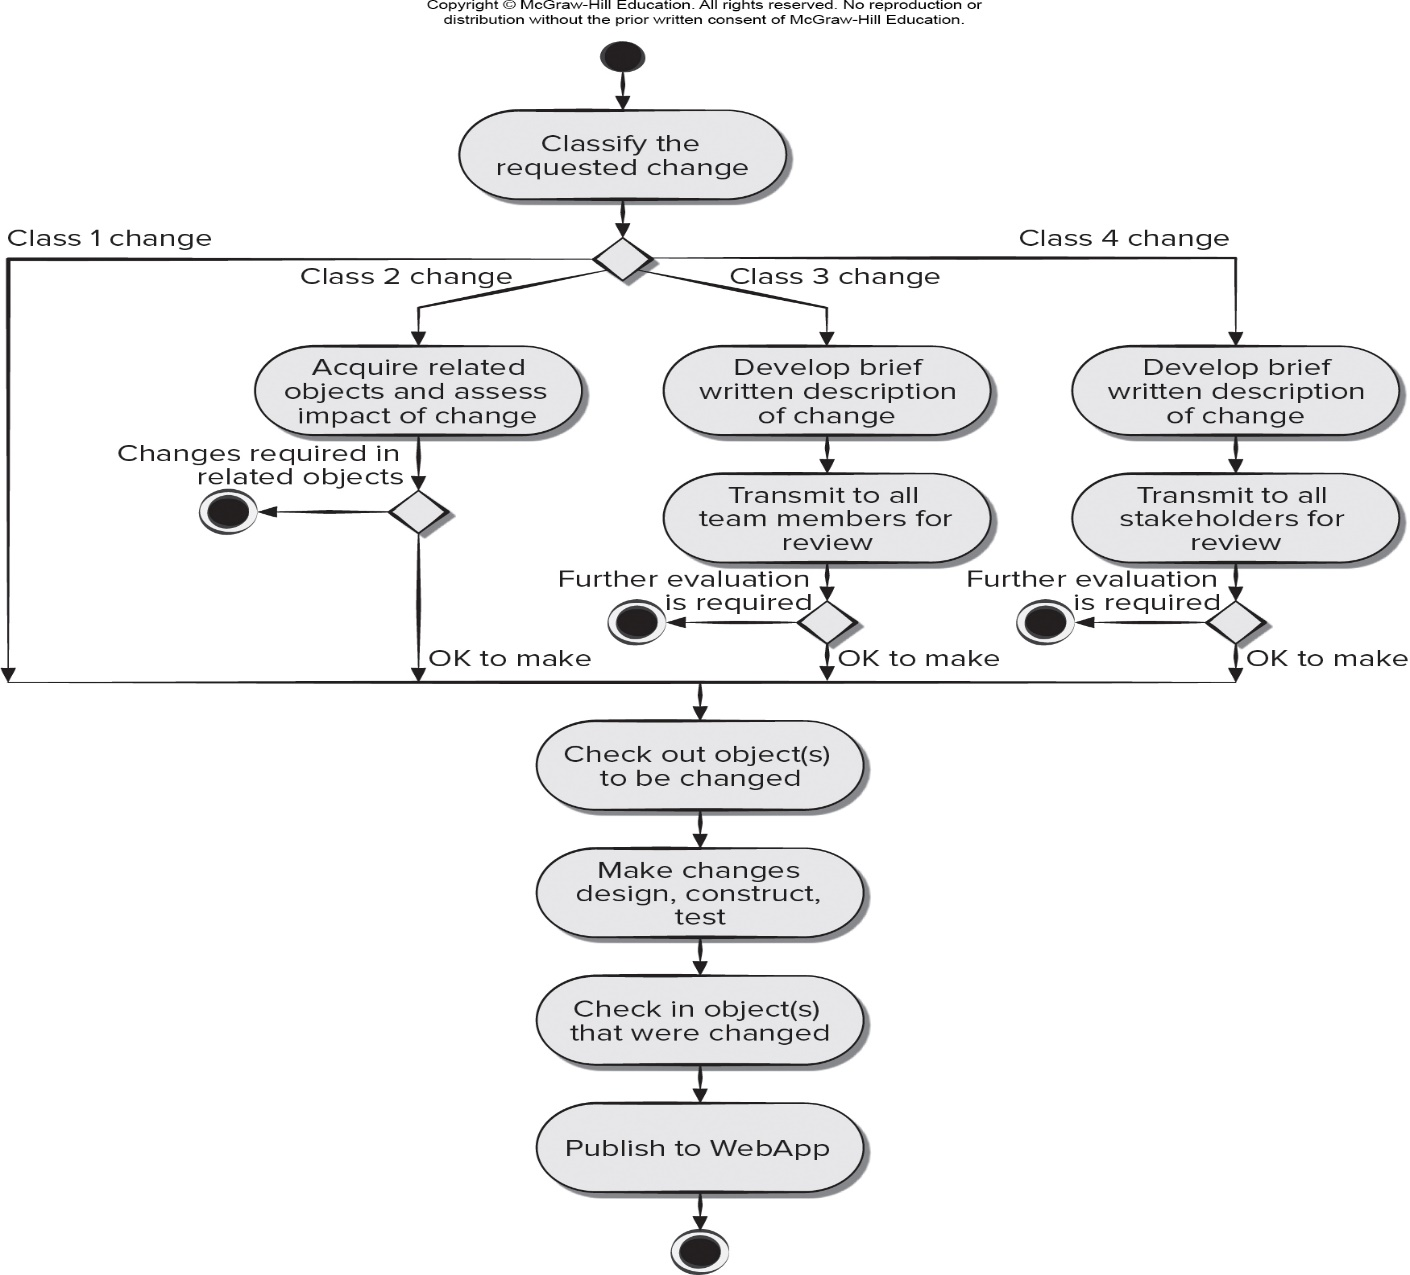 Copyright © McGraw-Hill Education. All rights reserved. No reproduction or
distribution without the prior written consent of McGraw-Hill Education.
Classify the
requested change
Class 1 change
Class 4 change
Class 2 change
Class 3 change
Acquire related
objects and assess
impact of change
Develop brief
written description
of change
Develop brief
written description
of change
Changes required in
related objects
Transmit to all
team members for
review
Transmit to all
stakeholders for
review
Further evaluation
is required
Further evaluation
is required
OK to make
OK to make
OK to make
Check out object(s)
to be changed
Make changes
design, construct,
test
Check in object(s)
that were changed
Publish to WebApp